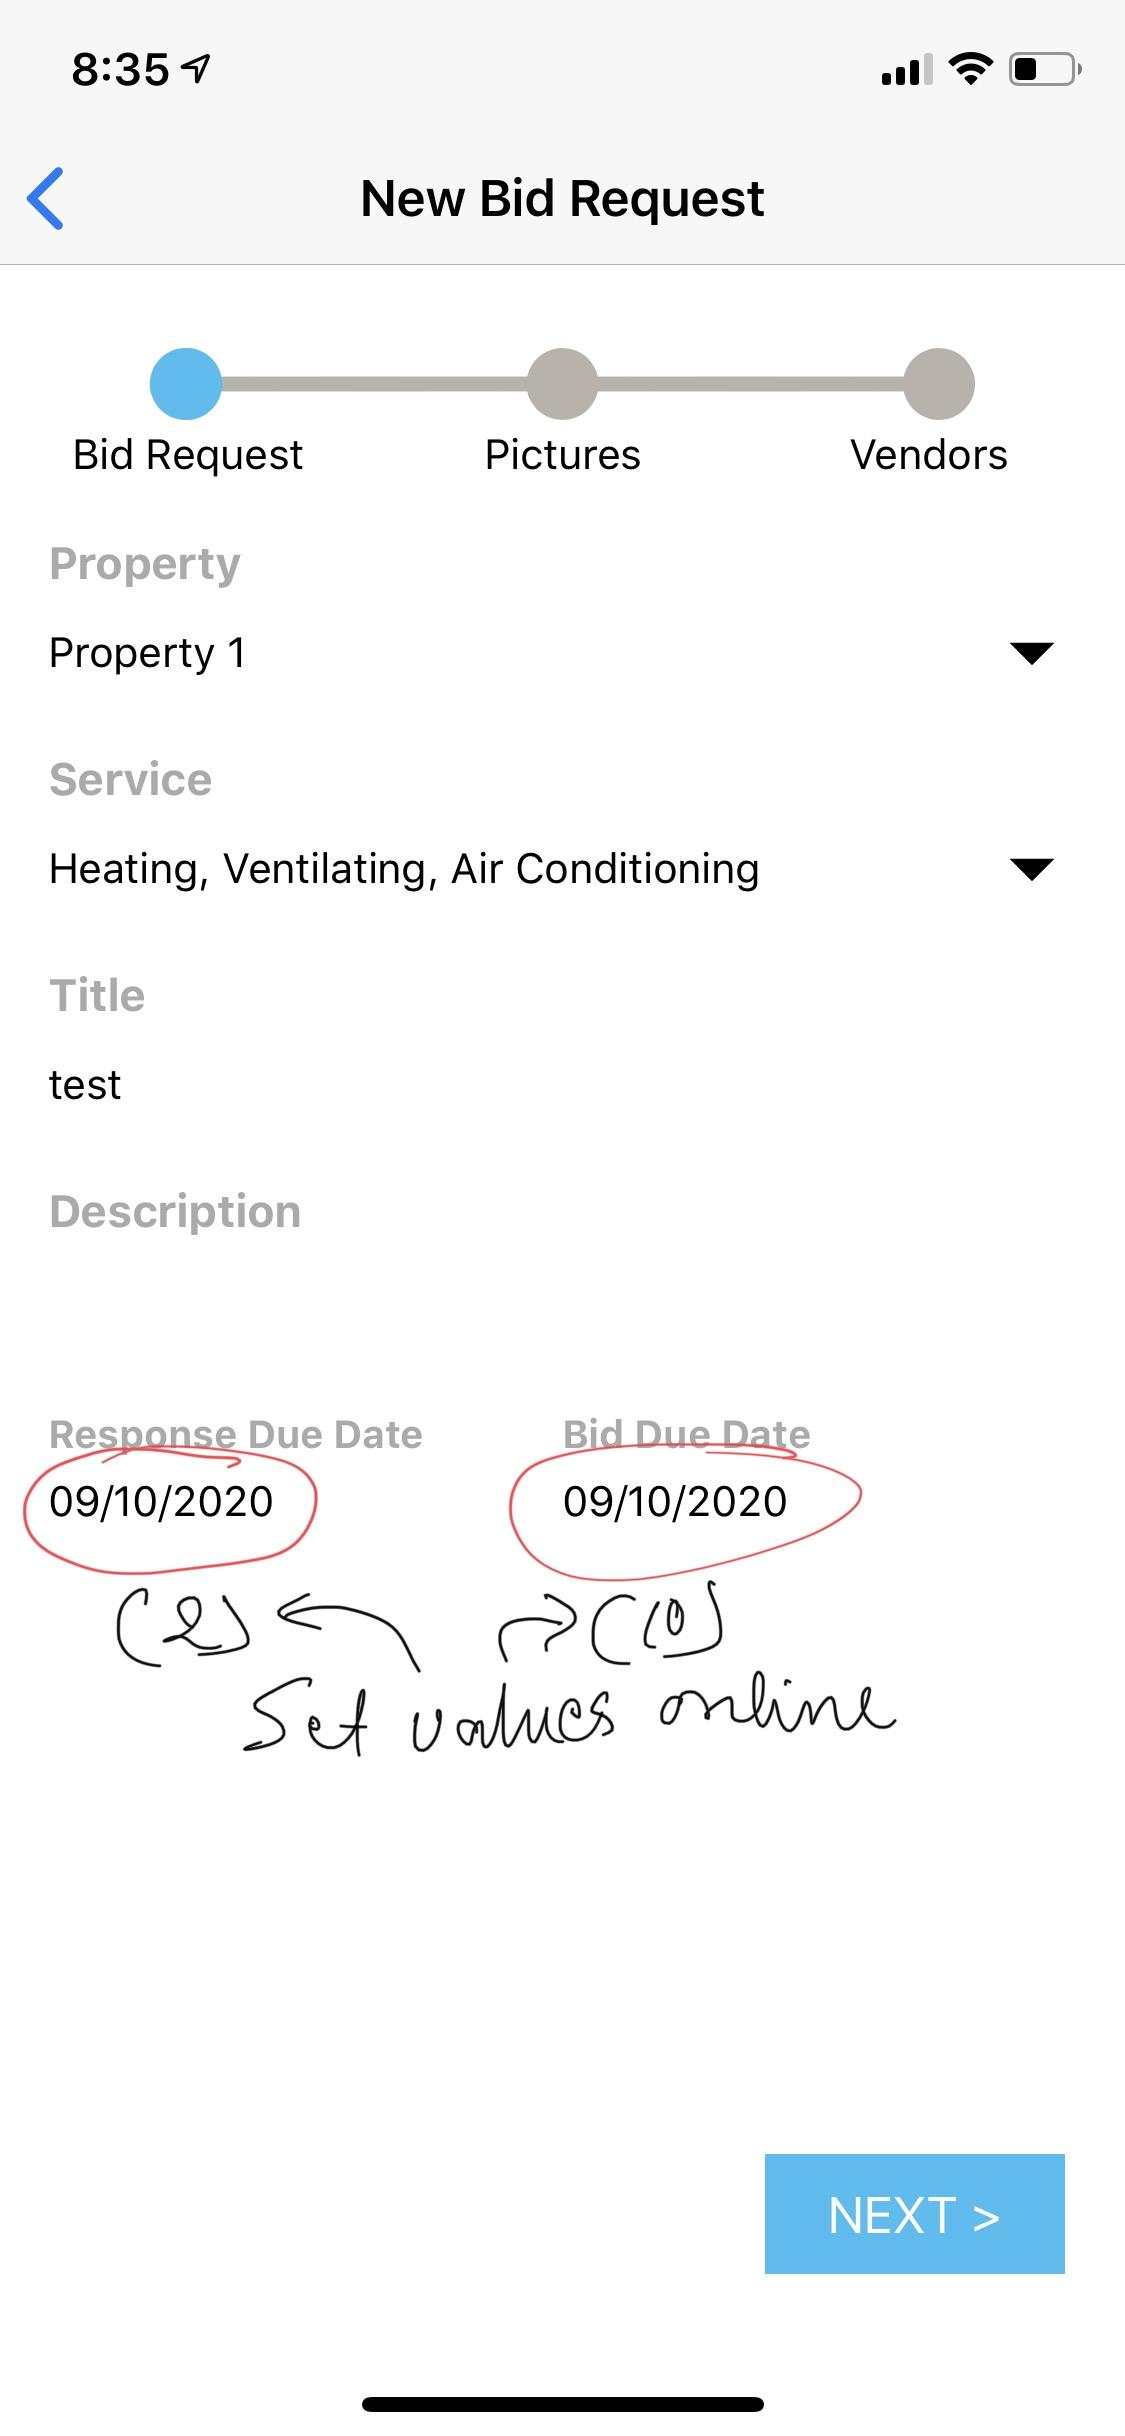 8:35
New Bid Request
Bid Request Pictures Vendors
Property
Property 1
Service
Heating, Ventilating, Air Conditioning
Title
test
Description
Response Due Date Bid Due Date
09/10/2020 09/10/2020
(2) (10)
Set values online
NEXT >